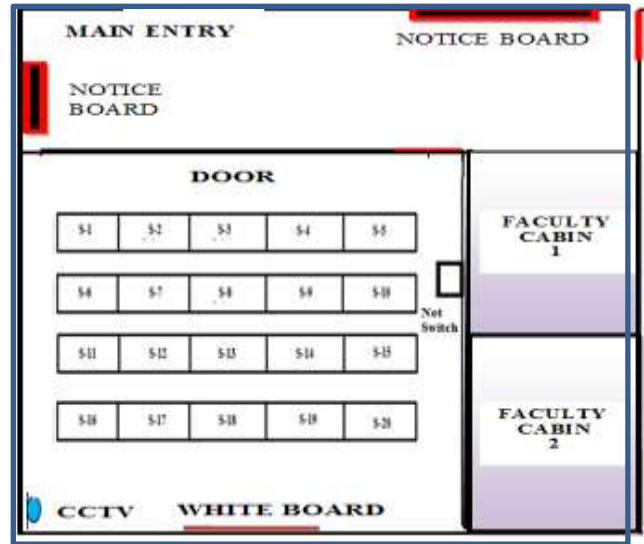 MAIN ENTRY
NOTICE BOARD
NOTICE
BOARD
DOOR
S-1 S-2 S-3 S-4 S-5
S-6 S-7 S-8 S-9 S-10
S-11 S-12 S-13 S-14 S-15
S-16 S-17 S-18 S-19 S-20
Net
Switch
FACULTY
CABIN
1
FACULTY
CABIN
2
CCTV
WHITE BOARD